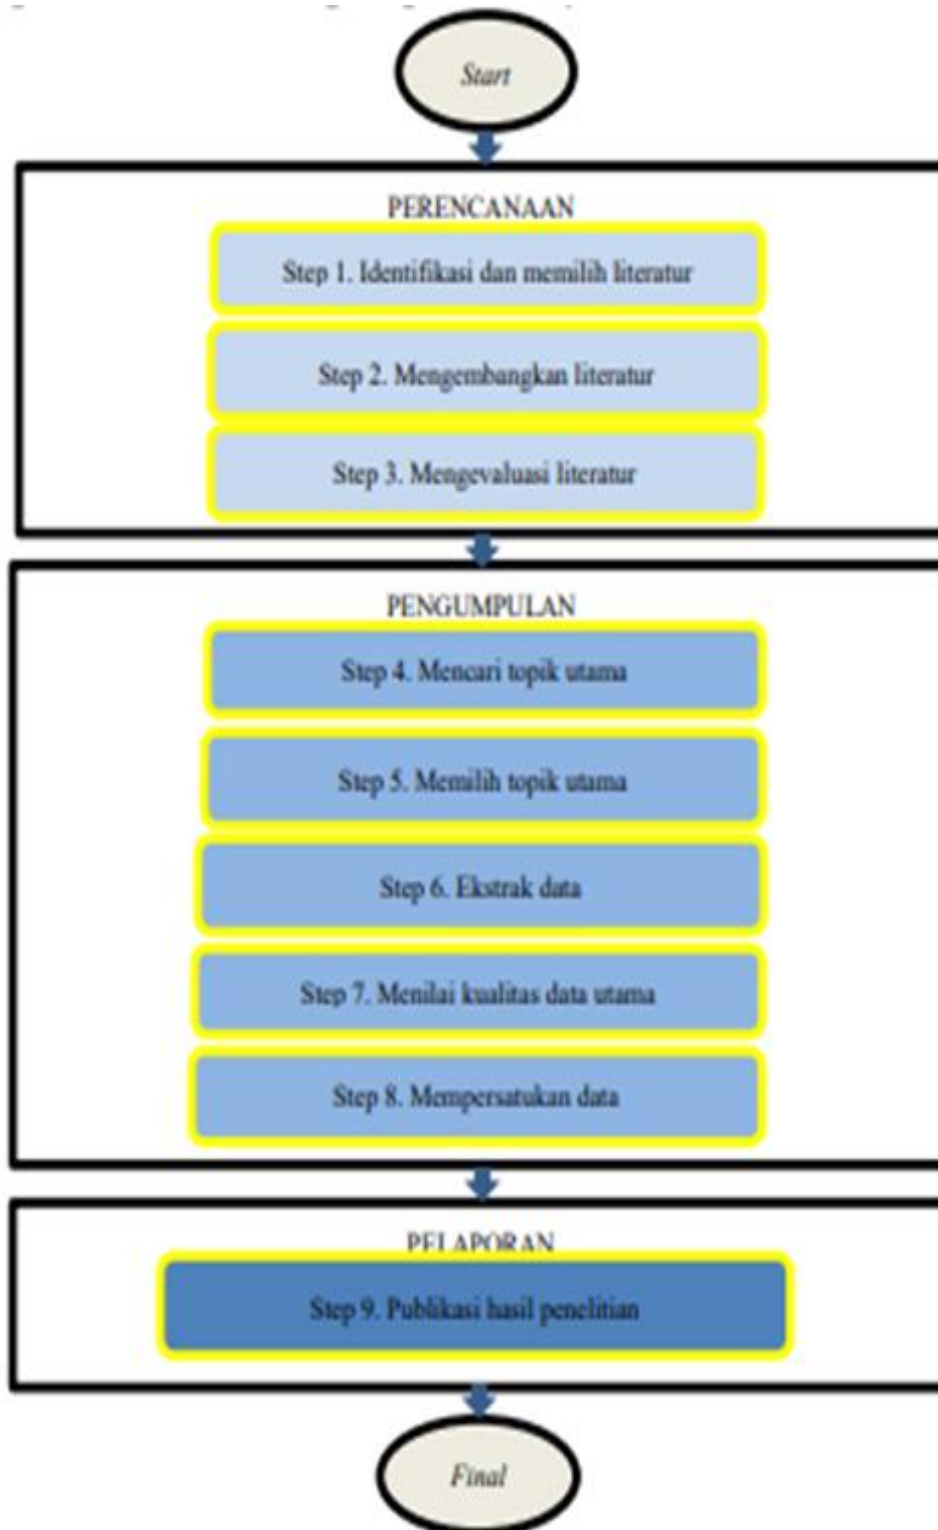 Start
PERENCANAAN
Step 1. Identifikasi dan memilih literatur
Step 2. Mengembangkan literatur
Step 3. Mengevaluasi literatur
PENGUMPULAN
Step 4. Mencari topik utama
Step 5. Memilih topik utama
Step 6. Ekstrak data
Step 7. Menilai kualitas data utama
Step 8. Mempersatukan data
PELAPORAN
Step 9. Publikasi hasil penelitian
Final